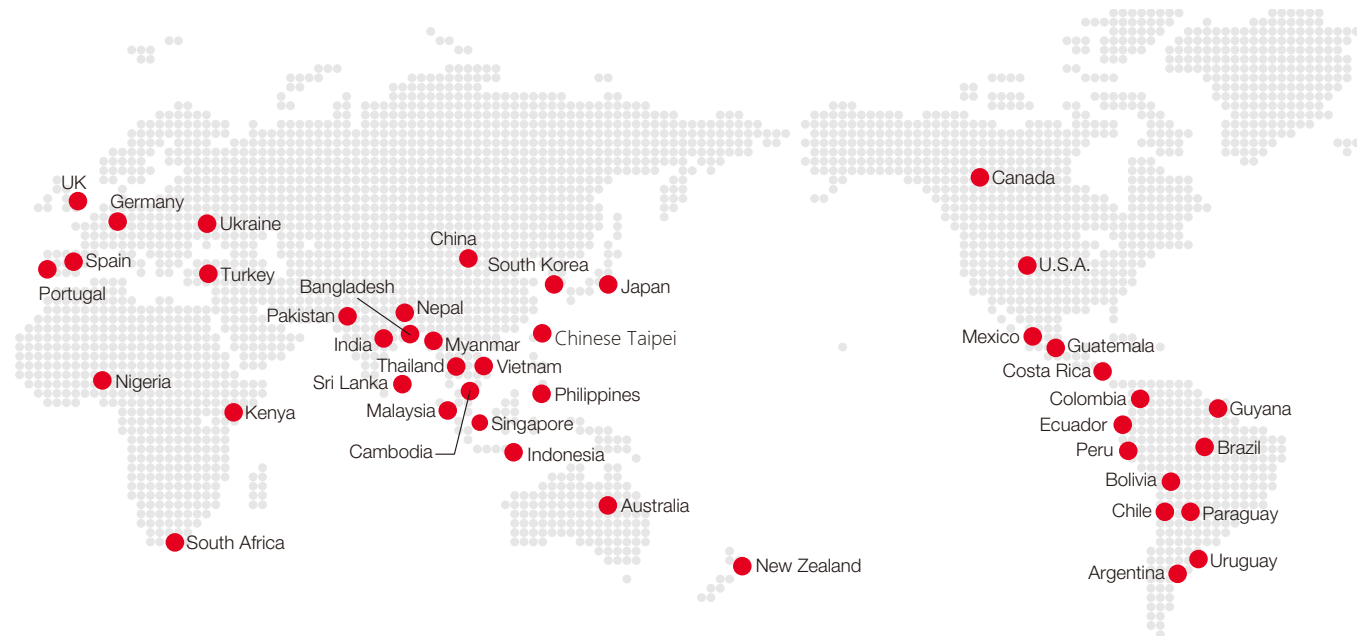 UK
Germany
Ukraine
Spain
Portugal
Turkey
China
South Korea
Japan
Bangladesh
Nepal
Pakistan
India
Myanmar
Chinese Taipei
Thailand
Vietnam
Sri Lanka
Philippines
Malaysia
Singapore
Cambodia
Indonesia
Nigeria
Kenya
South Africa
Australia
New Zealand
Canada
U.S.A.
Mexico
Guatemala
Costa Rica
Colombia
Guyana
Ecuador
Peru
Brazil
Bolivia
Chile
Paraguay
Uruguay
Argentina